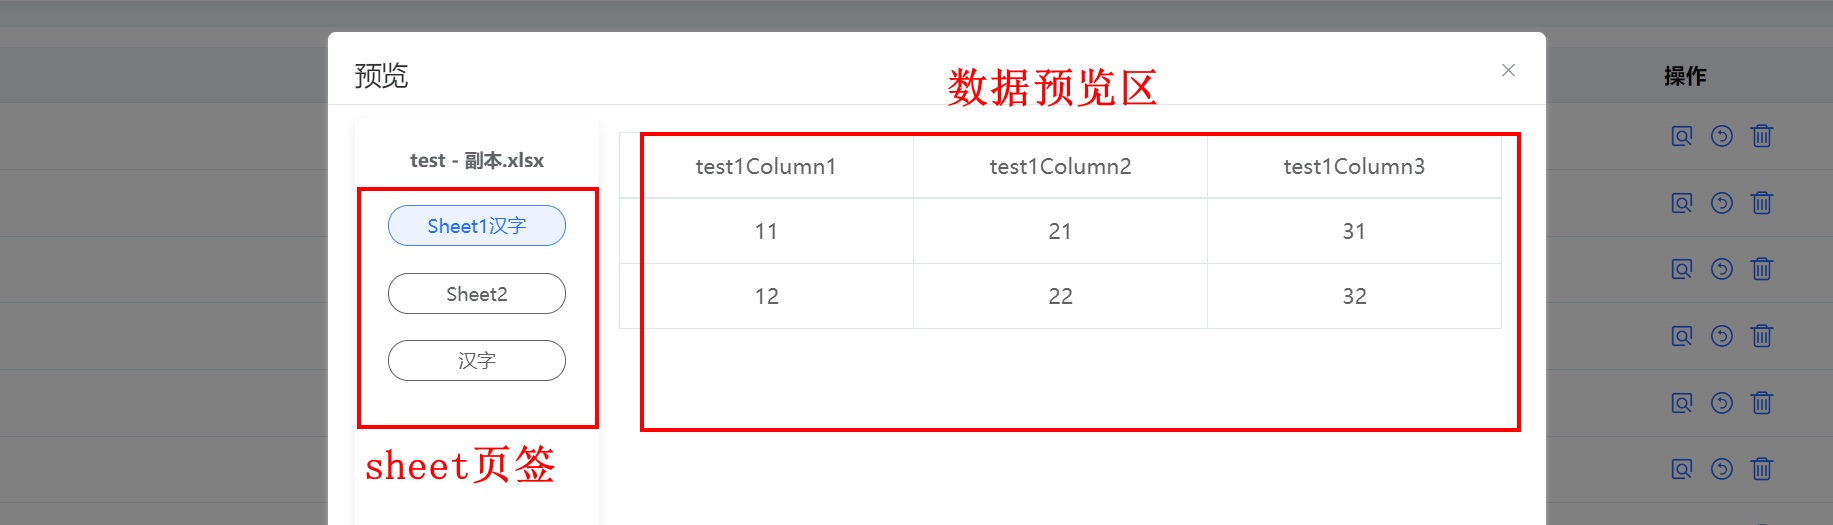 预览
数据预览区
操作
test - 副本.xlsx
Sheet1汉字
Sheet2
汉字
sheet页签
test1Column1 test1Column2 test1Column3
11 21 31
12 22 32